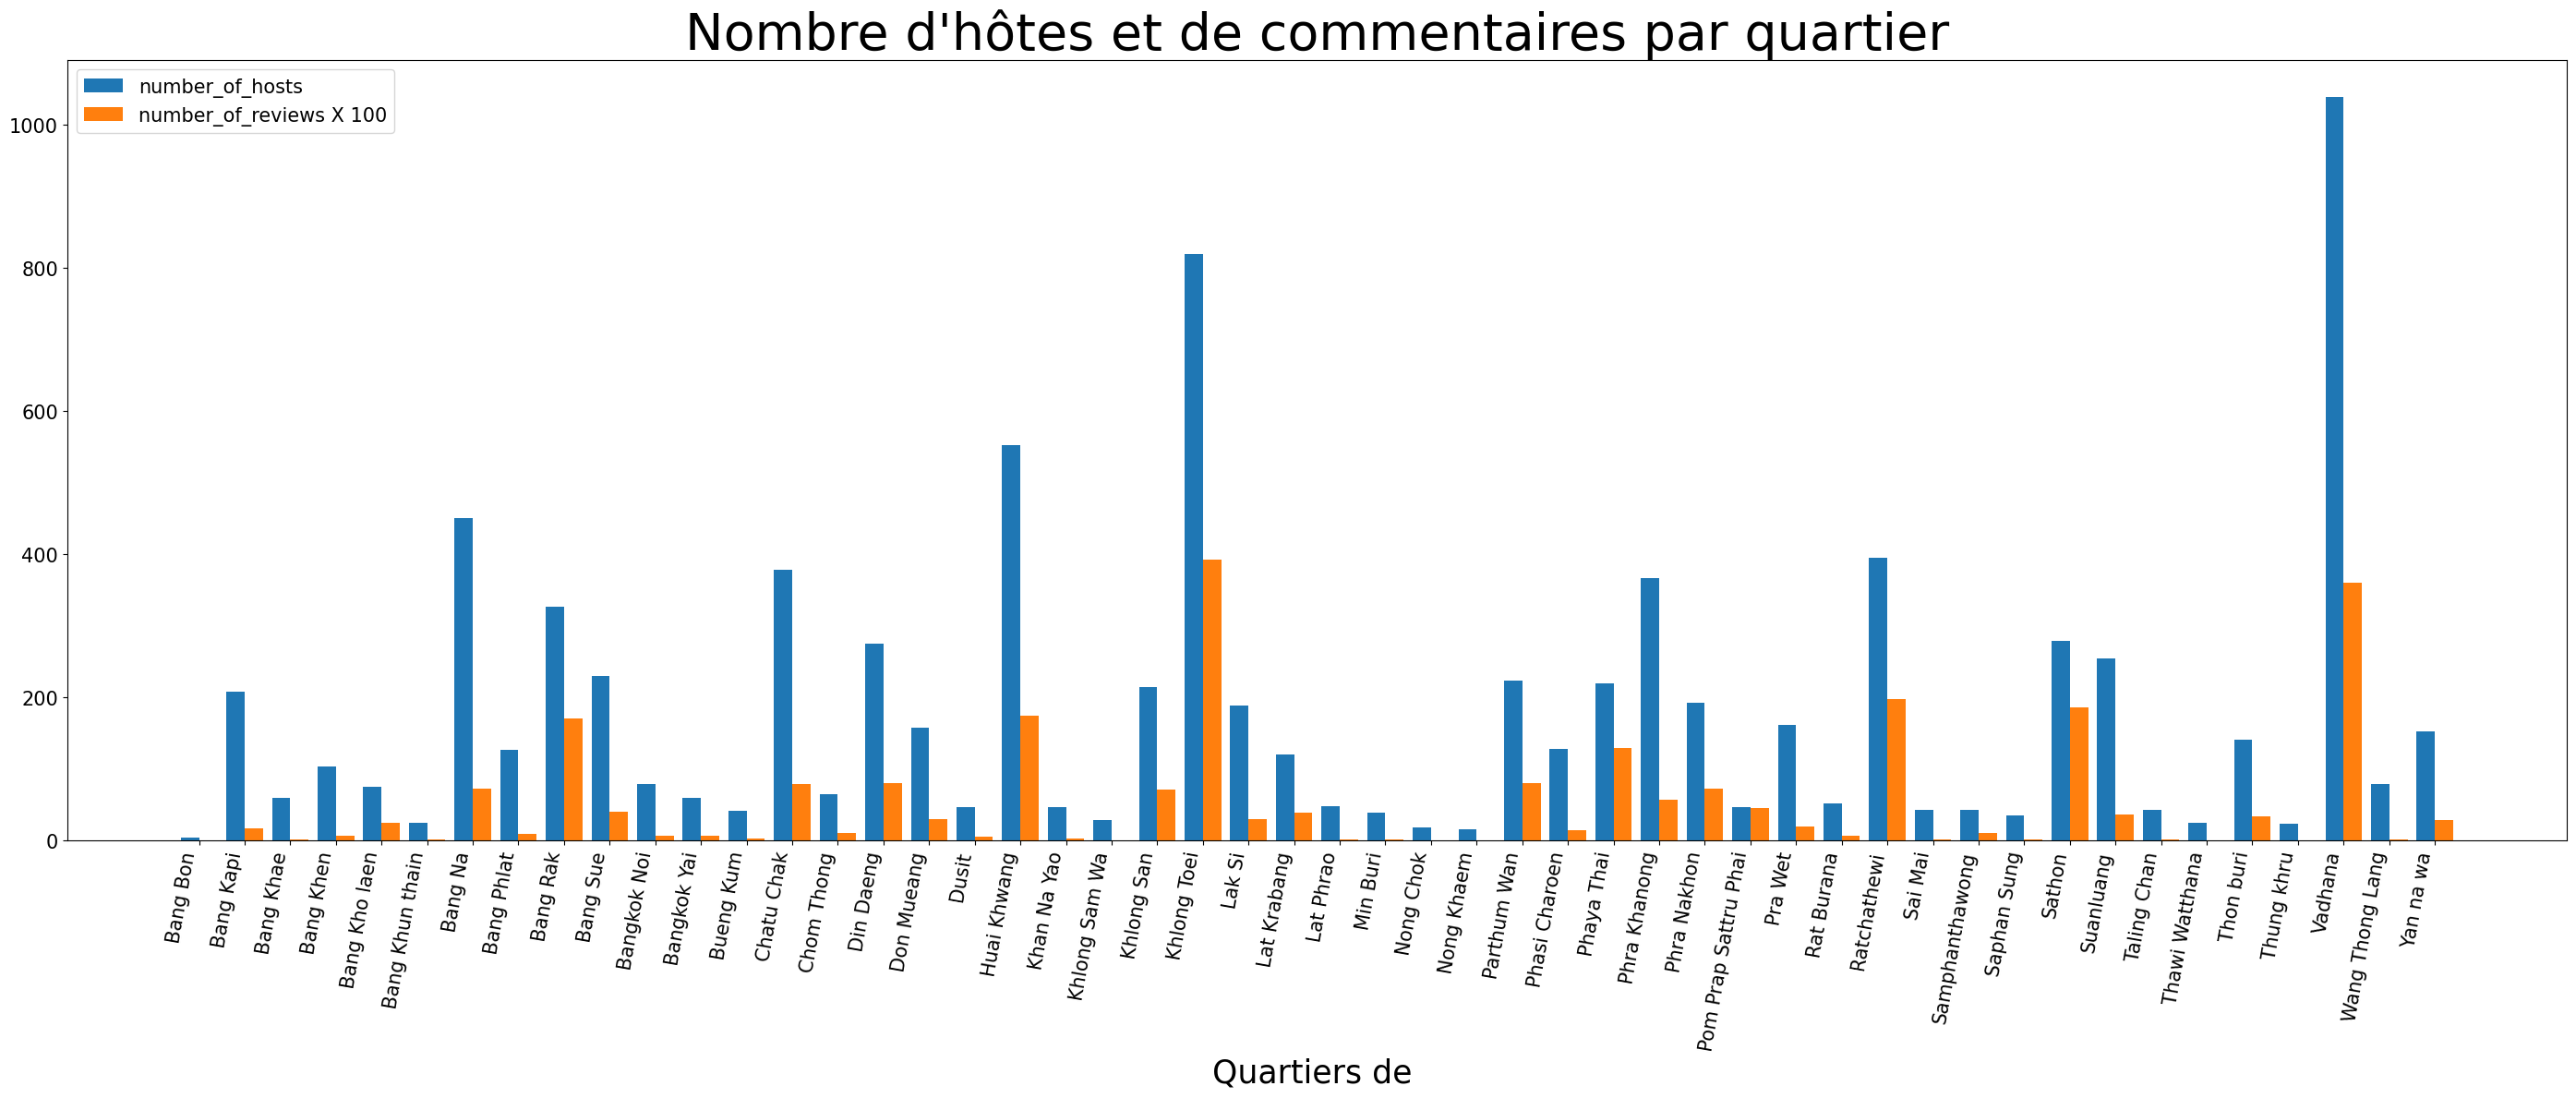 Nombre d'hôtes et de commentaires par quartier
number_of_hosts
number_of_reviews X 100
1000
800
600
400
200
0
Bang Bon
Bang Kapi
Bang Khae
Bang Khen
Bang Kho laen
Bang Khun thain
Bang Na
Bang Phlat
Bang Rak
Bang Sue
Bangkok Noi
Bangkok Yai
Bueng Kum
Chatu Chak
Chom Thong
Din Daeng
Don Mueang
Dusit
Huai Khwang
Khan Na Yao
Khlong Sam Wa
Khlong San
Khlong Toei
Lak Si
Lat Krabang
Lat Phrao
Min Buri
Nong Chok
Nong Khaem
Parthum Wan
Phasi Charoen
Phaya Thai
Phra Khanong
Phra Nakhon
Pom Prap Sattru Phai
Pra Wet
Rat Burana
Ratchathewi
Sai Mai
Samphanthawong
Saphan Sung
Sathon
Suanluang
Taling Chan
Thawi Watthana
Thon buri
Thung khru
Vadhana
Wang Thong Lang
Yan na wa
Quartiers de